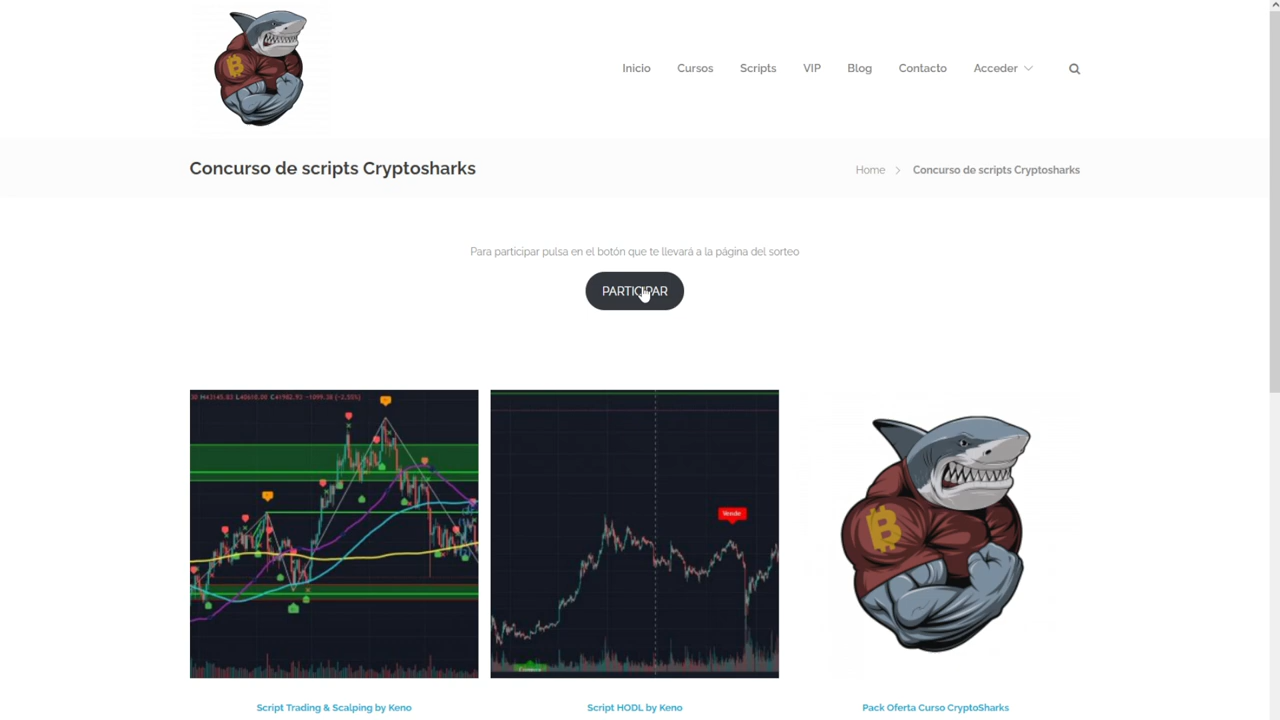 Inicio
Cursos
Scripts
VIP
Blog
Contacto
Acceder
Concurso de scripts Cryptosharks
Home
Concurso de scripts Cryptosharks
Para participar pulsa en el botón que te llevará a la página del sorteo
PARTICIPAR
Vende
Script Trading & Scalping by Keno
Script HODL by Keno
Pack Oferta Curso CryptoSharks